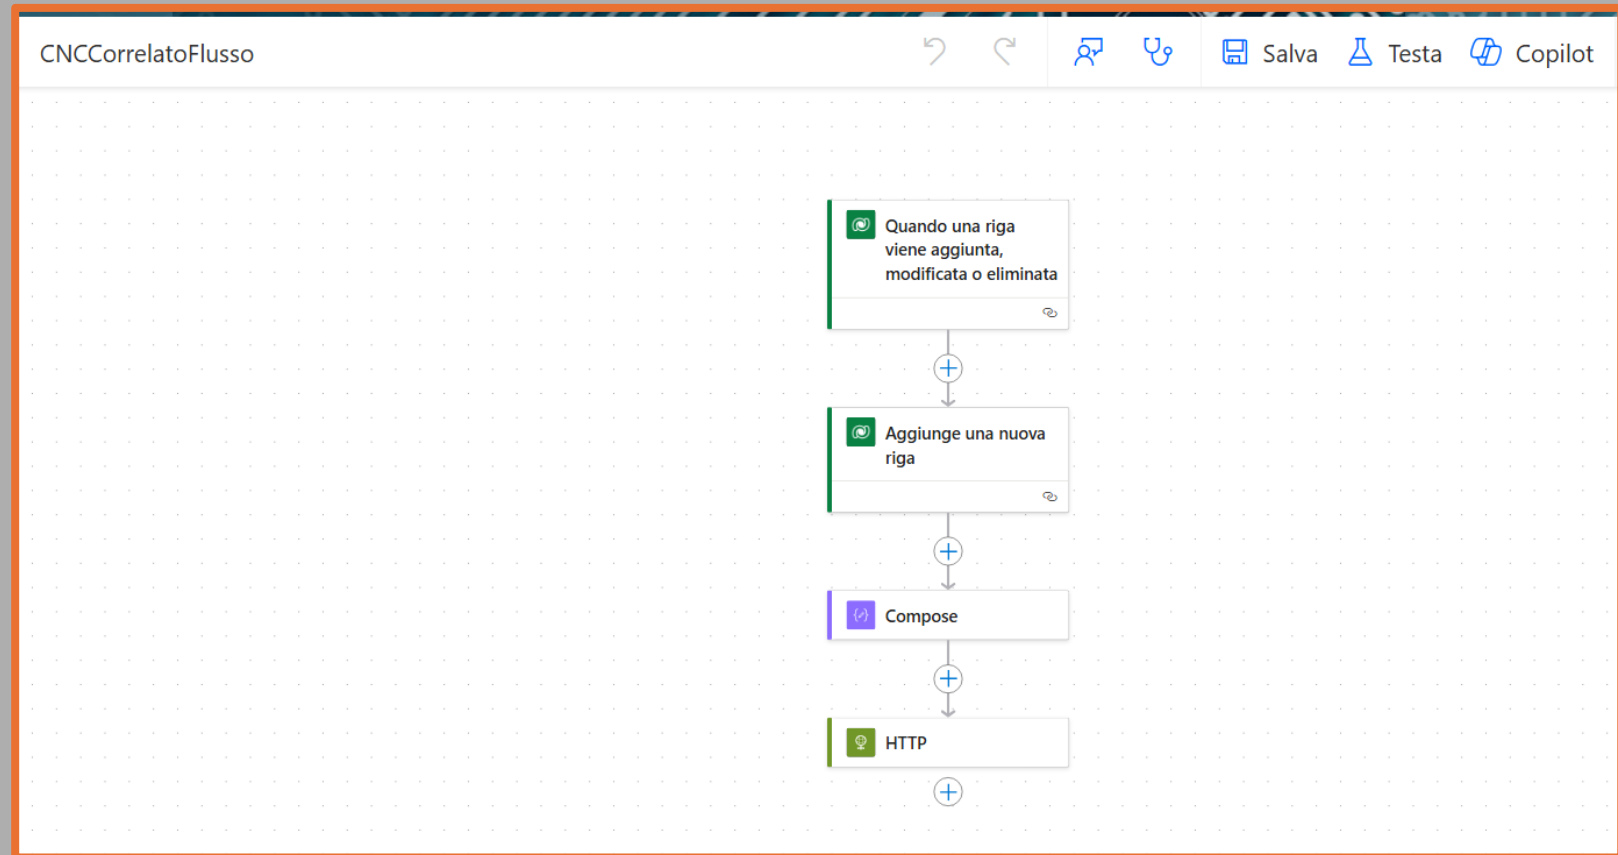 CNCCorrelatoFlusso
Salva
Testa
Copilot
Quando una riga
viene aggiunta,
modificata o eliminata
Aggiunge una nuova
riga
Compose
HTTP